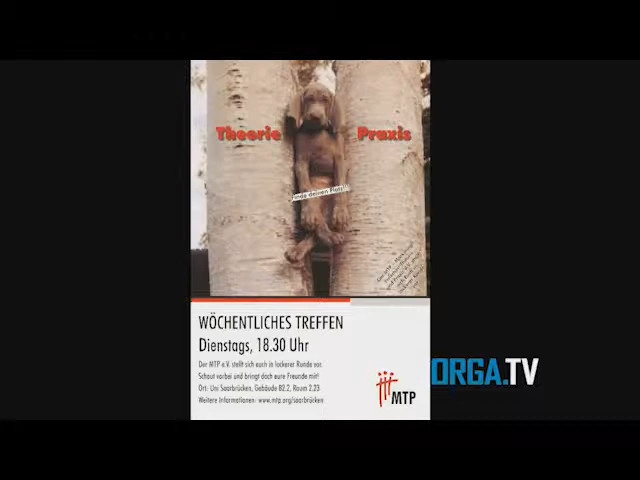 Theorie Praxis
finde deinen Platz!!!
WÖCHENTLICHES TREFFEN
Dienstags, 18.30 Uhr
Der MTP e.V. stellt sich euch in lockerer Runde vor.
Schaut vorbei und bringt doch eure Freunde mit!
Ort: Uni Saarbrücken, Gebäude B2.2, Raum 2.23
Weitere Informationen: www.mtp.org/saarbrücken
MTP
ORGA.TV